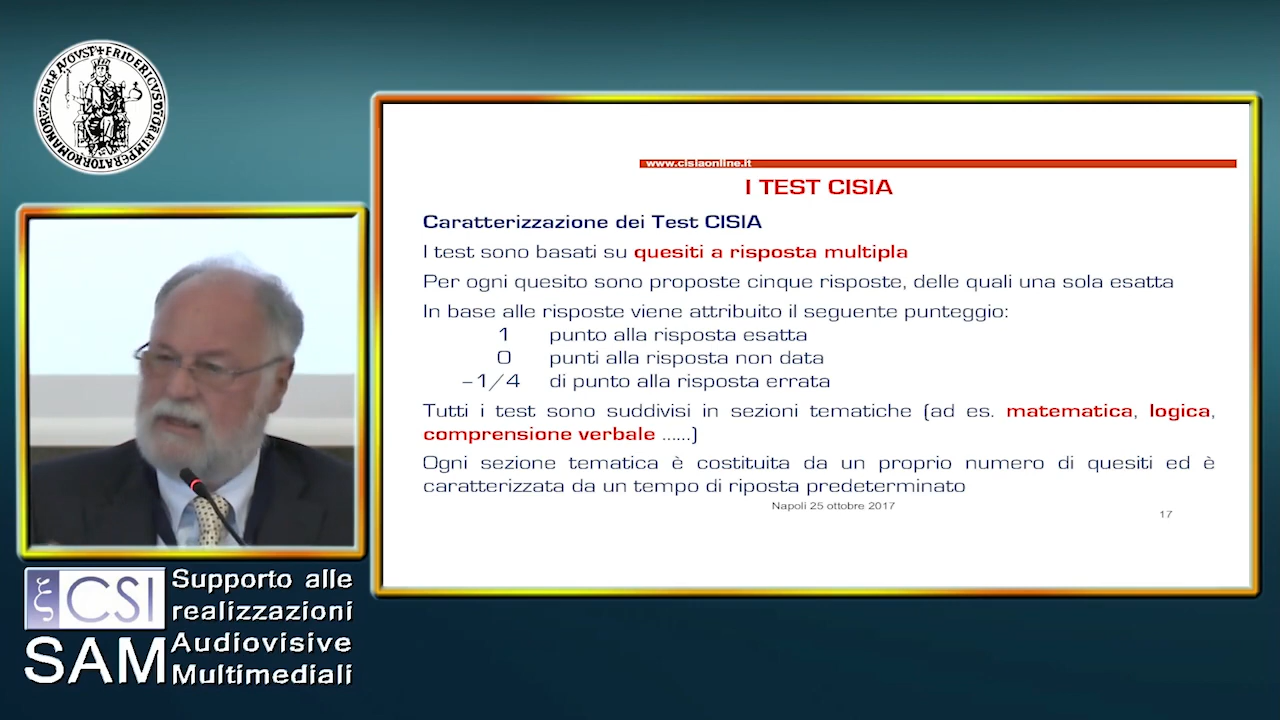 www.cisiaonline.it
I TEST CISIA
Caratterizzazione dei Test CISIA
I test sono basati su quesiti a risposta multipla
Per ogni quesito sono proposte cinque risposte, delle quali una sola esatta
In base alle risposte viene attribuito il seguente punteggio:
1 punto alla risposta esatta
0 punti alla risposta non data
–1/4 di punto alla risposta errata
Tutti i test sono suddivisi in sezioni tematiche (ad es. matematica, logica,
comprensione verbale ......)
Ogni sezione tematica è costituita da un proprio numero di quesiti ed è
caratterizzata da un tempo di riposta predeterminato
Napoli 25 ottobre 2017
17
CSI
SAM
Supporto alle
realizzazioni
Audiovisive
Multimediali